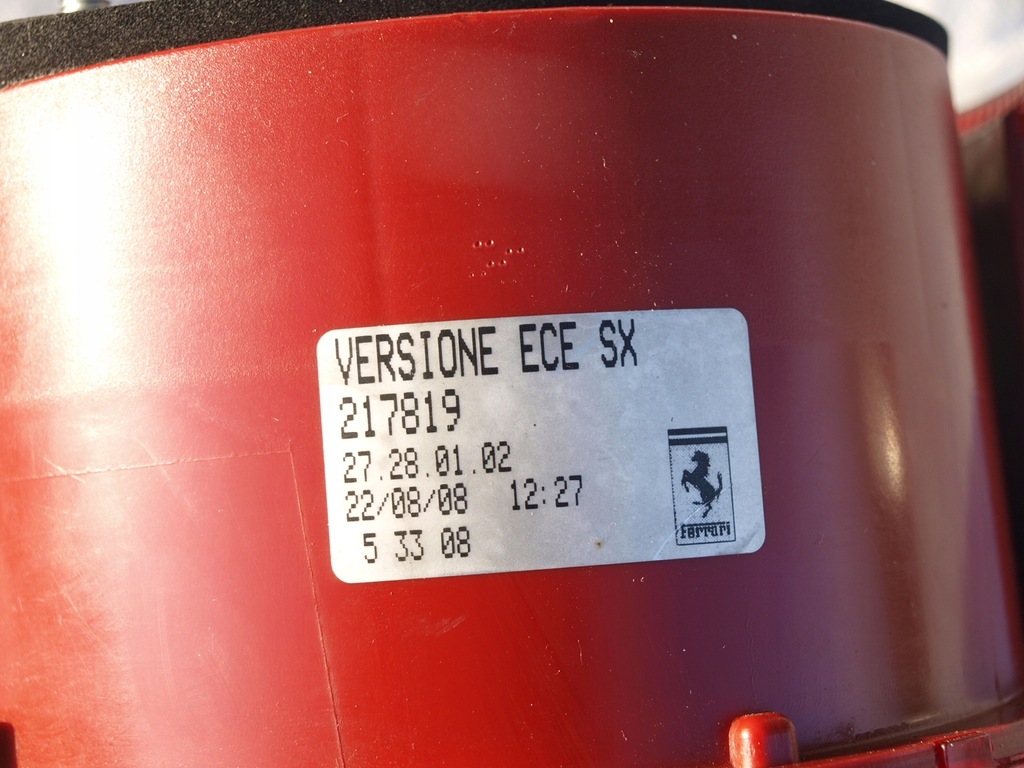 VERSIONE ECE SX
217819
27.28.01.02
22/08/08 12:27
5 33 08
ferrari